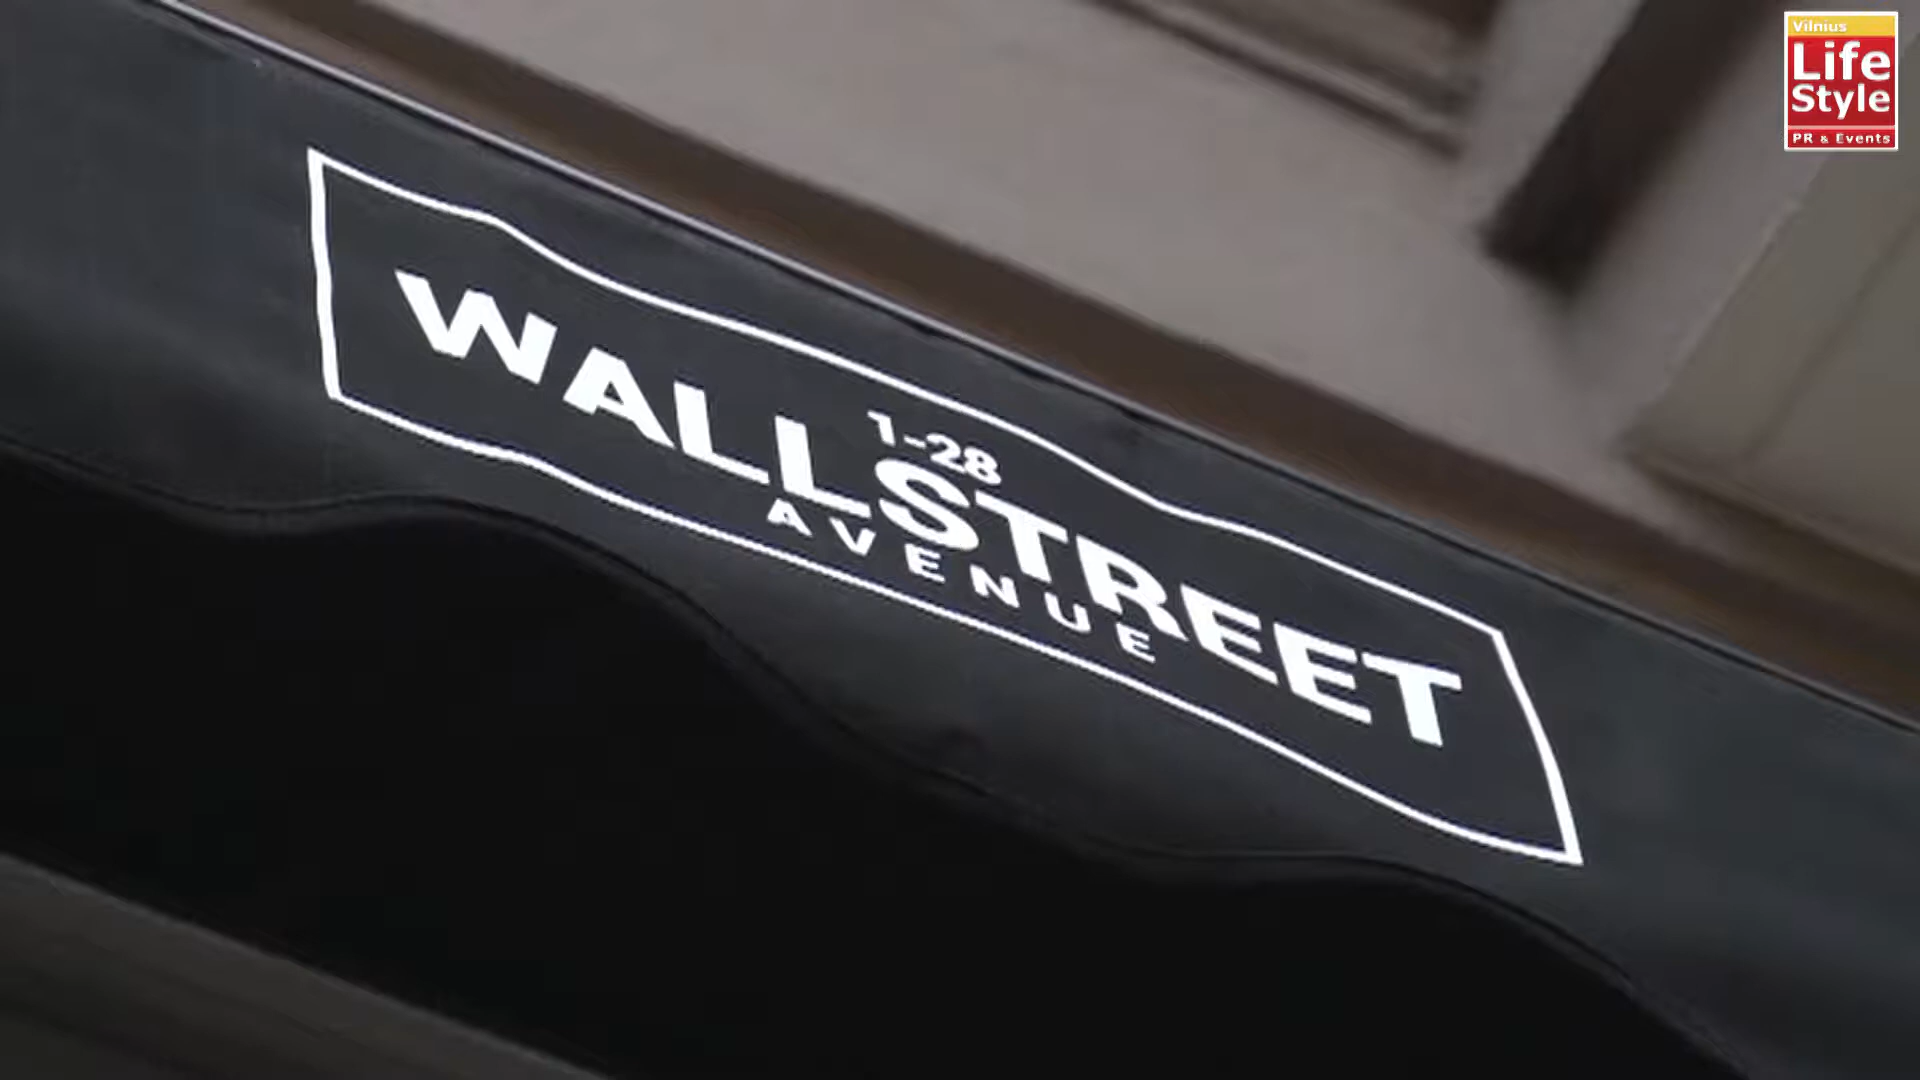 1-28
WALLSTREET
AVENUE
Vilnius
Life
Style
PR & Events